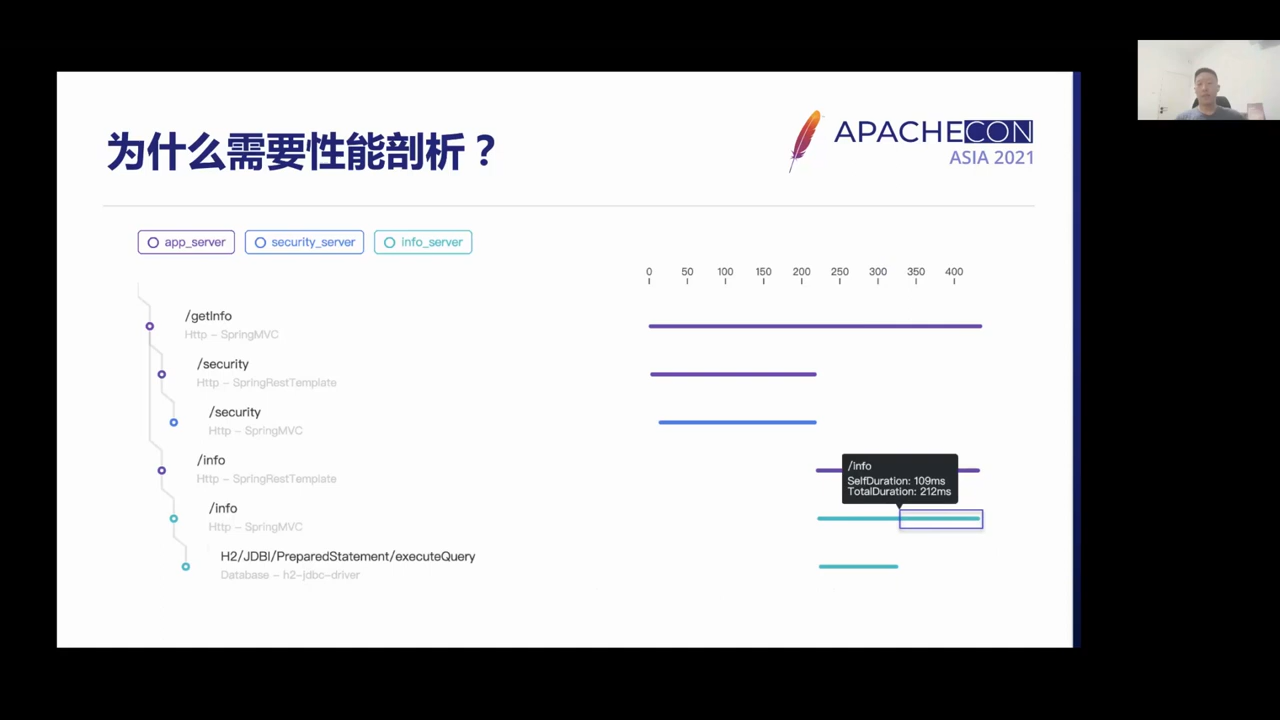 为什么需要性能剖析？
APACHECON
ASIA 2021
app_server security_server info_server
0 50 100 150 200 250 300 350 400
/getInfo
Http - SpringMVC
/security
Http - SpringRestTemplate
/security
Http - SpringMVC
/info
Http - SpringRestTemplate
/info
SelfDuration: 109ms
TotalDuration: 212ms
/info
Http - SpringMVC
H2/JDBI/PreparedStatement/executeQuery
Database - h2-jdbc-driver